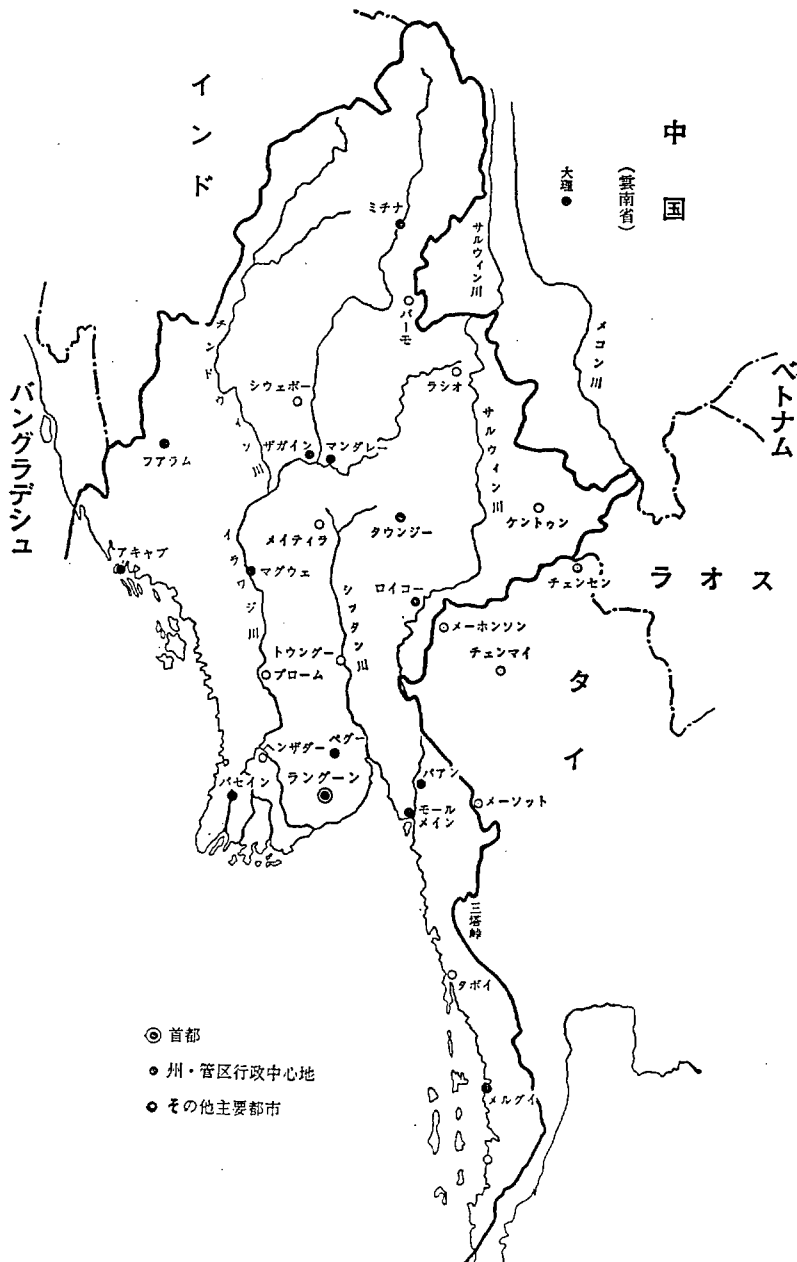 インド
中国
(雲南省)
大理
ミチナ
サルウィン川
バーモ
メコン川
チンドウィン川
シウェボー
ラシオ
ベトナム
バングラデシュ
フアラム
ザガイン
マンダレー
サルウィン川
メイティラ
タウンジー
ケントゥン
アキャブ
イラワジ川
マグウェ
シッタン川
ロイコー
チェンセン
ラオス
メーホンソン
トウングー
プローム
チェンマイ
タイ
ヘンザダー
ペグー
バセイン
ラングーン
パアン
モール
メイン
メーソット
三塔峠
タボイ
メルグイ
首都
州・管区行政中心地
その他主要都市